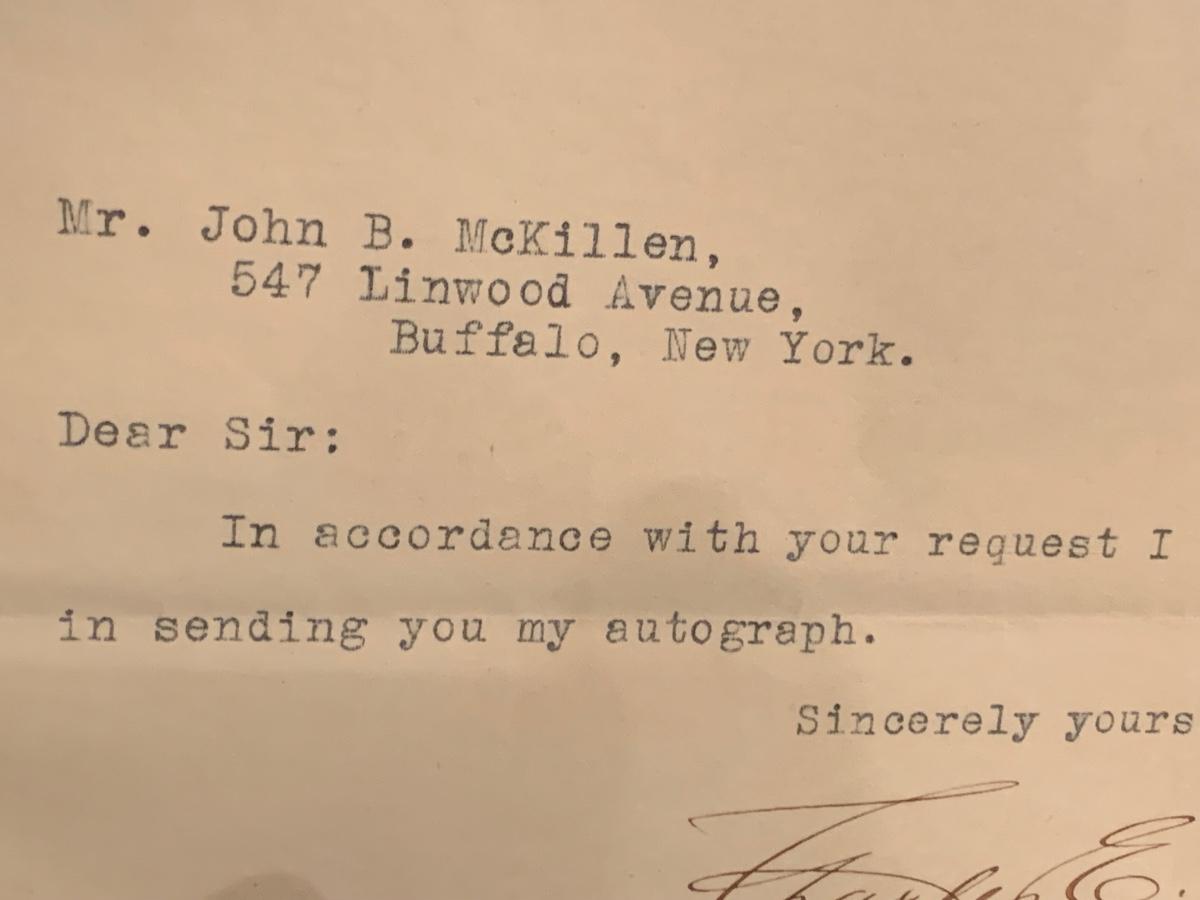 Mr. John B. McKillen,
547 Linwood Avenue,
Buffalo, New York.
Dear Sir:
In accordance with your request I
in sending you my autograph.
Sincerely yours
Charles E.